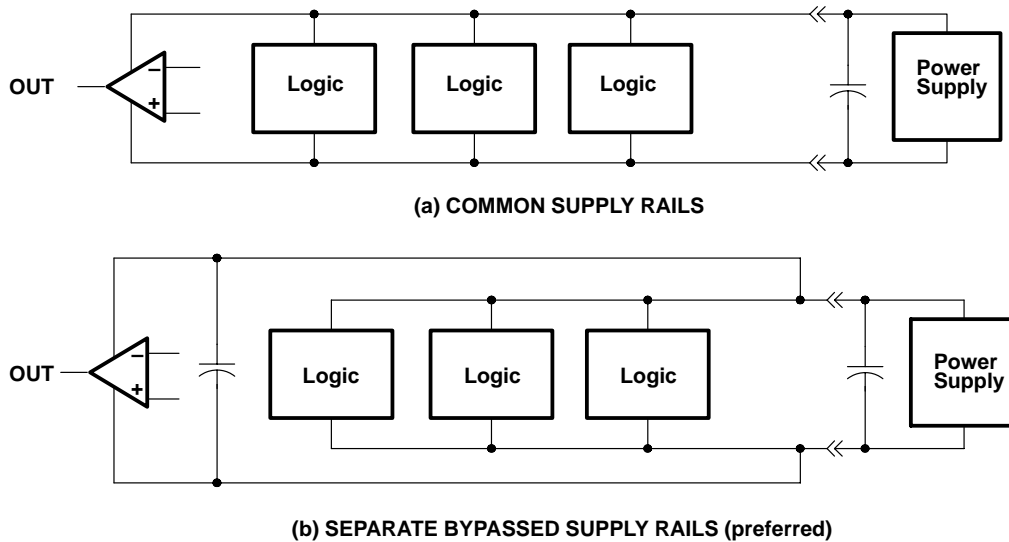 OUT
−
+
Logic
Logic
Logic
Power
Supply
(a) COMMON SUPPLY RAILS
OUT
−
+
Logic
Logic
Logic
Power
Supply
(b) SEPARATE BYPASSED SUPPLY RAILS (preferred)